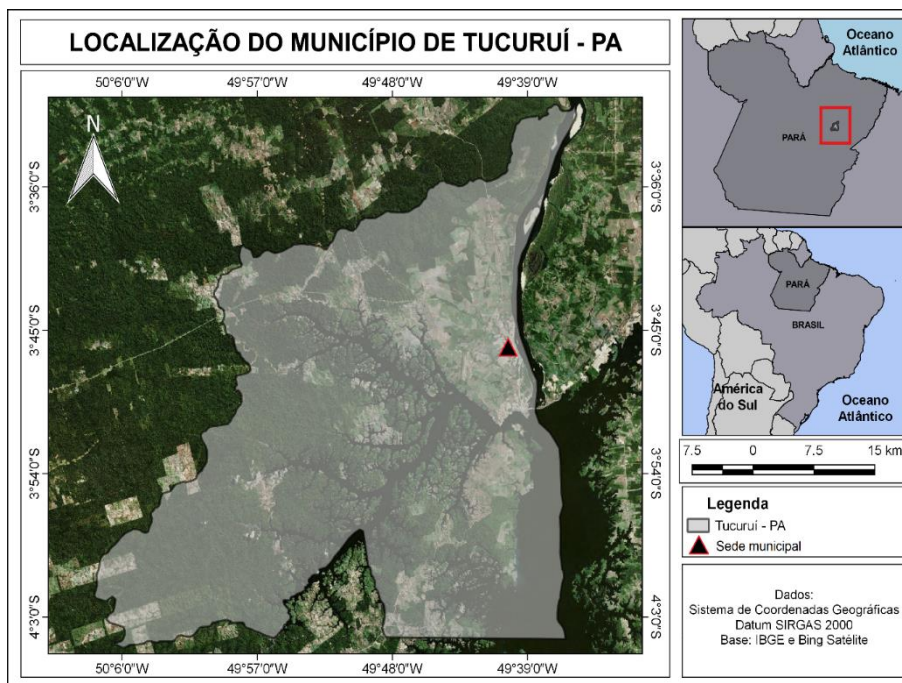 LOCALIZAÇÃO DO MUNICÍPIO DE TUCURUÍ - PA
50°6'0"W 49°57'0"W 49°48'0"W 49°39'0"W
N
3°36'0"S
3°45'0"S
3°54'0"S
4°3'0"S
3°36'0"S
3°45'0"S
3°54'0"S
4°3'0"S
50°6'0"W 49°57'0"W 49°48'0"W 49°39'0"W
Oceano
Atlântico
PARÁ
PARÁ
BRASIL
América
do Sul
Oceano
Atlântico
7.5 0 7.5 15 km
Legenda
Tucuruí - PA
Sede municipal
Dados:
Sistema de Coordenadas Geográficas
Datum SIRGAS 2000
Base: IBGE e Bing Satélite